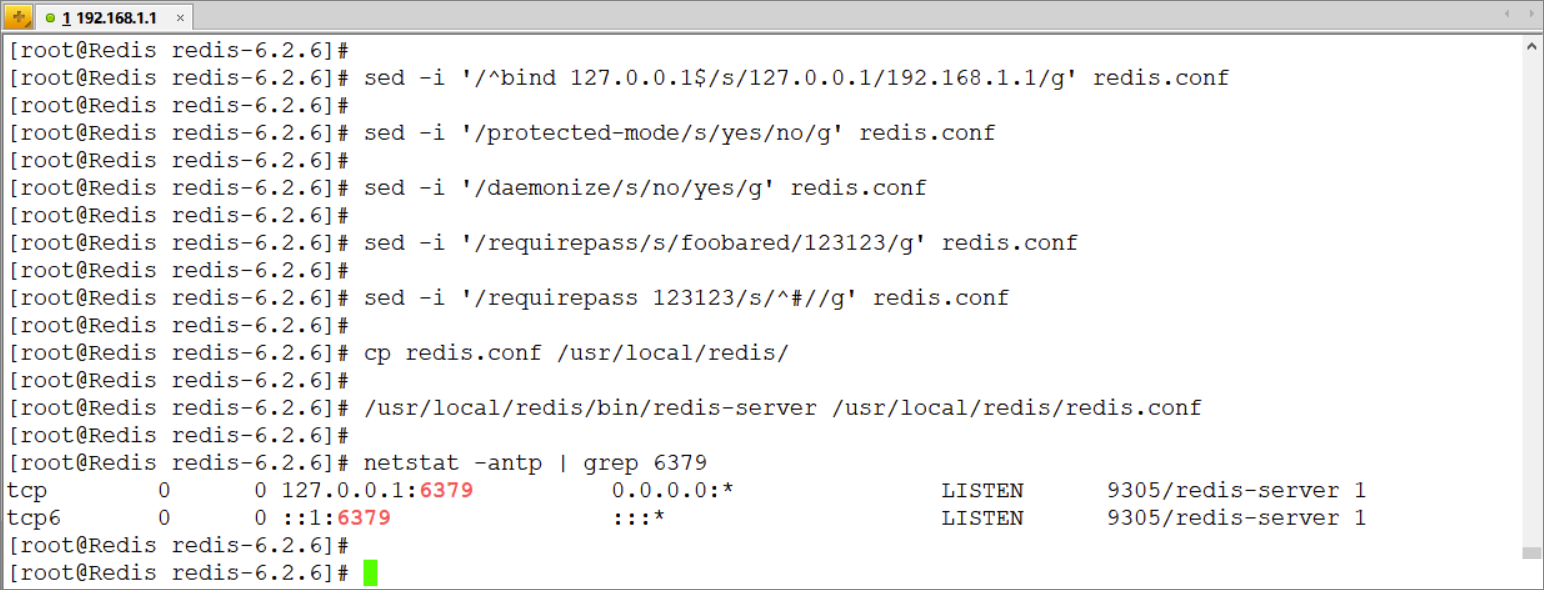 1 192.168.1.1 ×
[root@Redis redis-6.2.6]#
[root@Redis redis-6.2.6]# sed -i '/^bind 127.0.0.1$/s/127.0.0.1/192.168.1.1/g' redis.conf
[root@Redis redis-6.2.6]#
[root@Redis redis-6.2.6]# sed -i '/protected-mode/s/yes/no/g' redis.conf
[root@Redis redis-6.2.6]#
[root@Redis redis-6.2.6]# sed -i '/daemonize/s/no/yes/g' redis.conf
[root@Redis redis-6.2.6]#
[root@Redis redis-6.2.6]# sed -i '/requirepass/s/foobared/123123/g' redis.conf
[root@Redis redis-6.2.6]#
[root@Redis redis-6.2.6]# sed -i '/requirepass 123123/s/^#//g' redis.conf
[root@Redis redis-6.2.6]#
[root@Redis redis-6.2.6]# cp redis.conf /usr/local/redis/
[root@Redis redis-6.2.6]#
[root@Redis redis-6.2.6]# /usr/local/redis/bin/redis-server /usr/local/redis/redis.conf
[root@Redis redis-6.2.6]#
[root@Redis redis-6.2.6]# netstat -antp | grep 6379
tcp        0      0 127.0.0.1:6379          0.0.0.0:*               LISTEN      9305/redis-server 1
tcp6       0      0 ::1:6379                :::*                    LISTEN      9305/redis-server 1
[root@Redis redis-6.2.6]#
[root@Redis redis-6.2.6]#